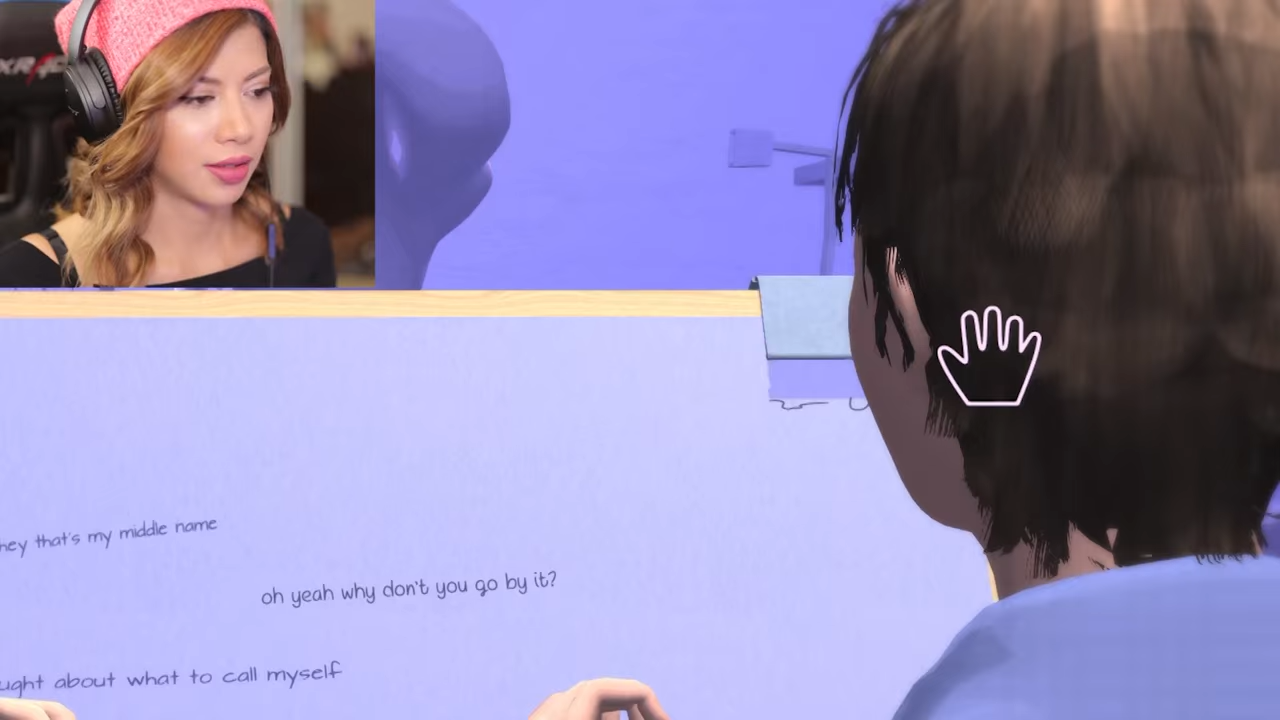 hey that's my middle name
oh yeah why don't you go by it?
ught about what to call myself